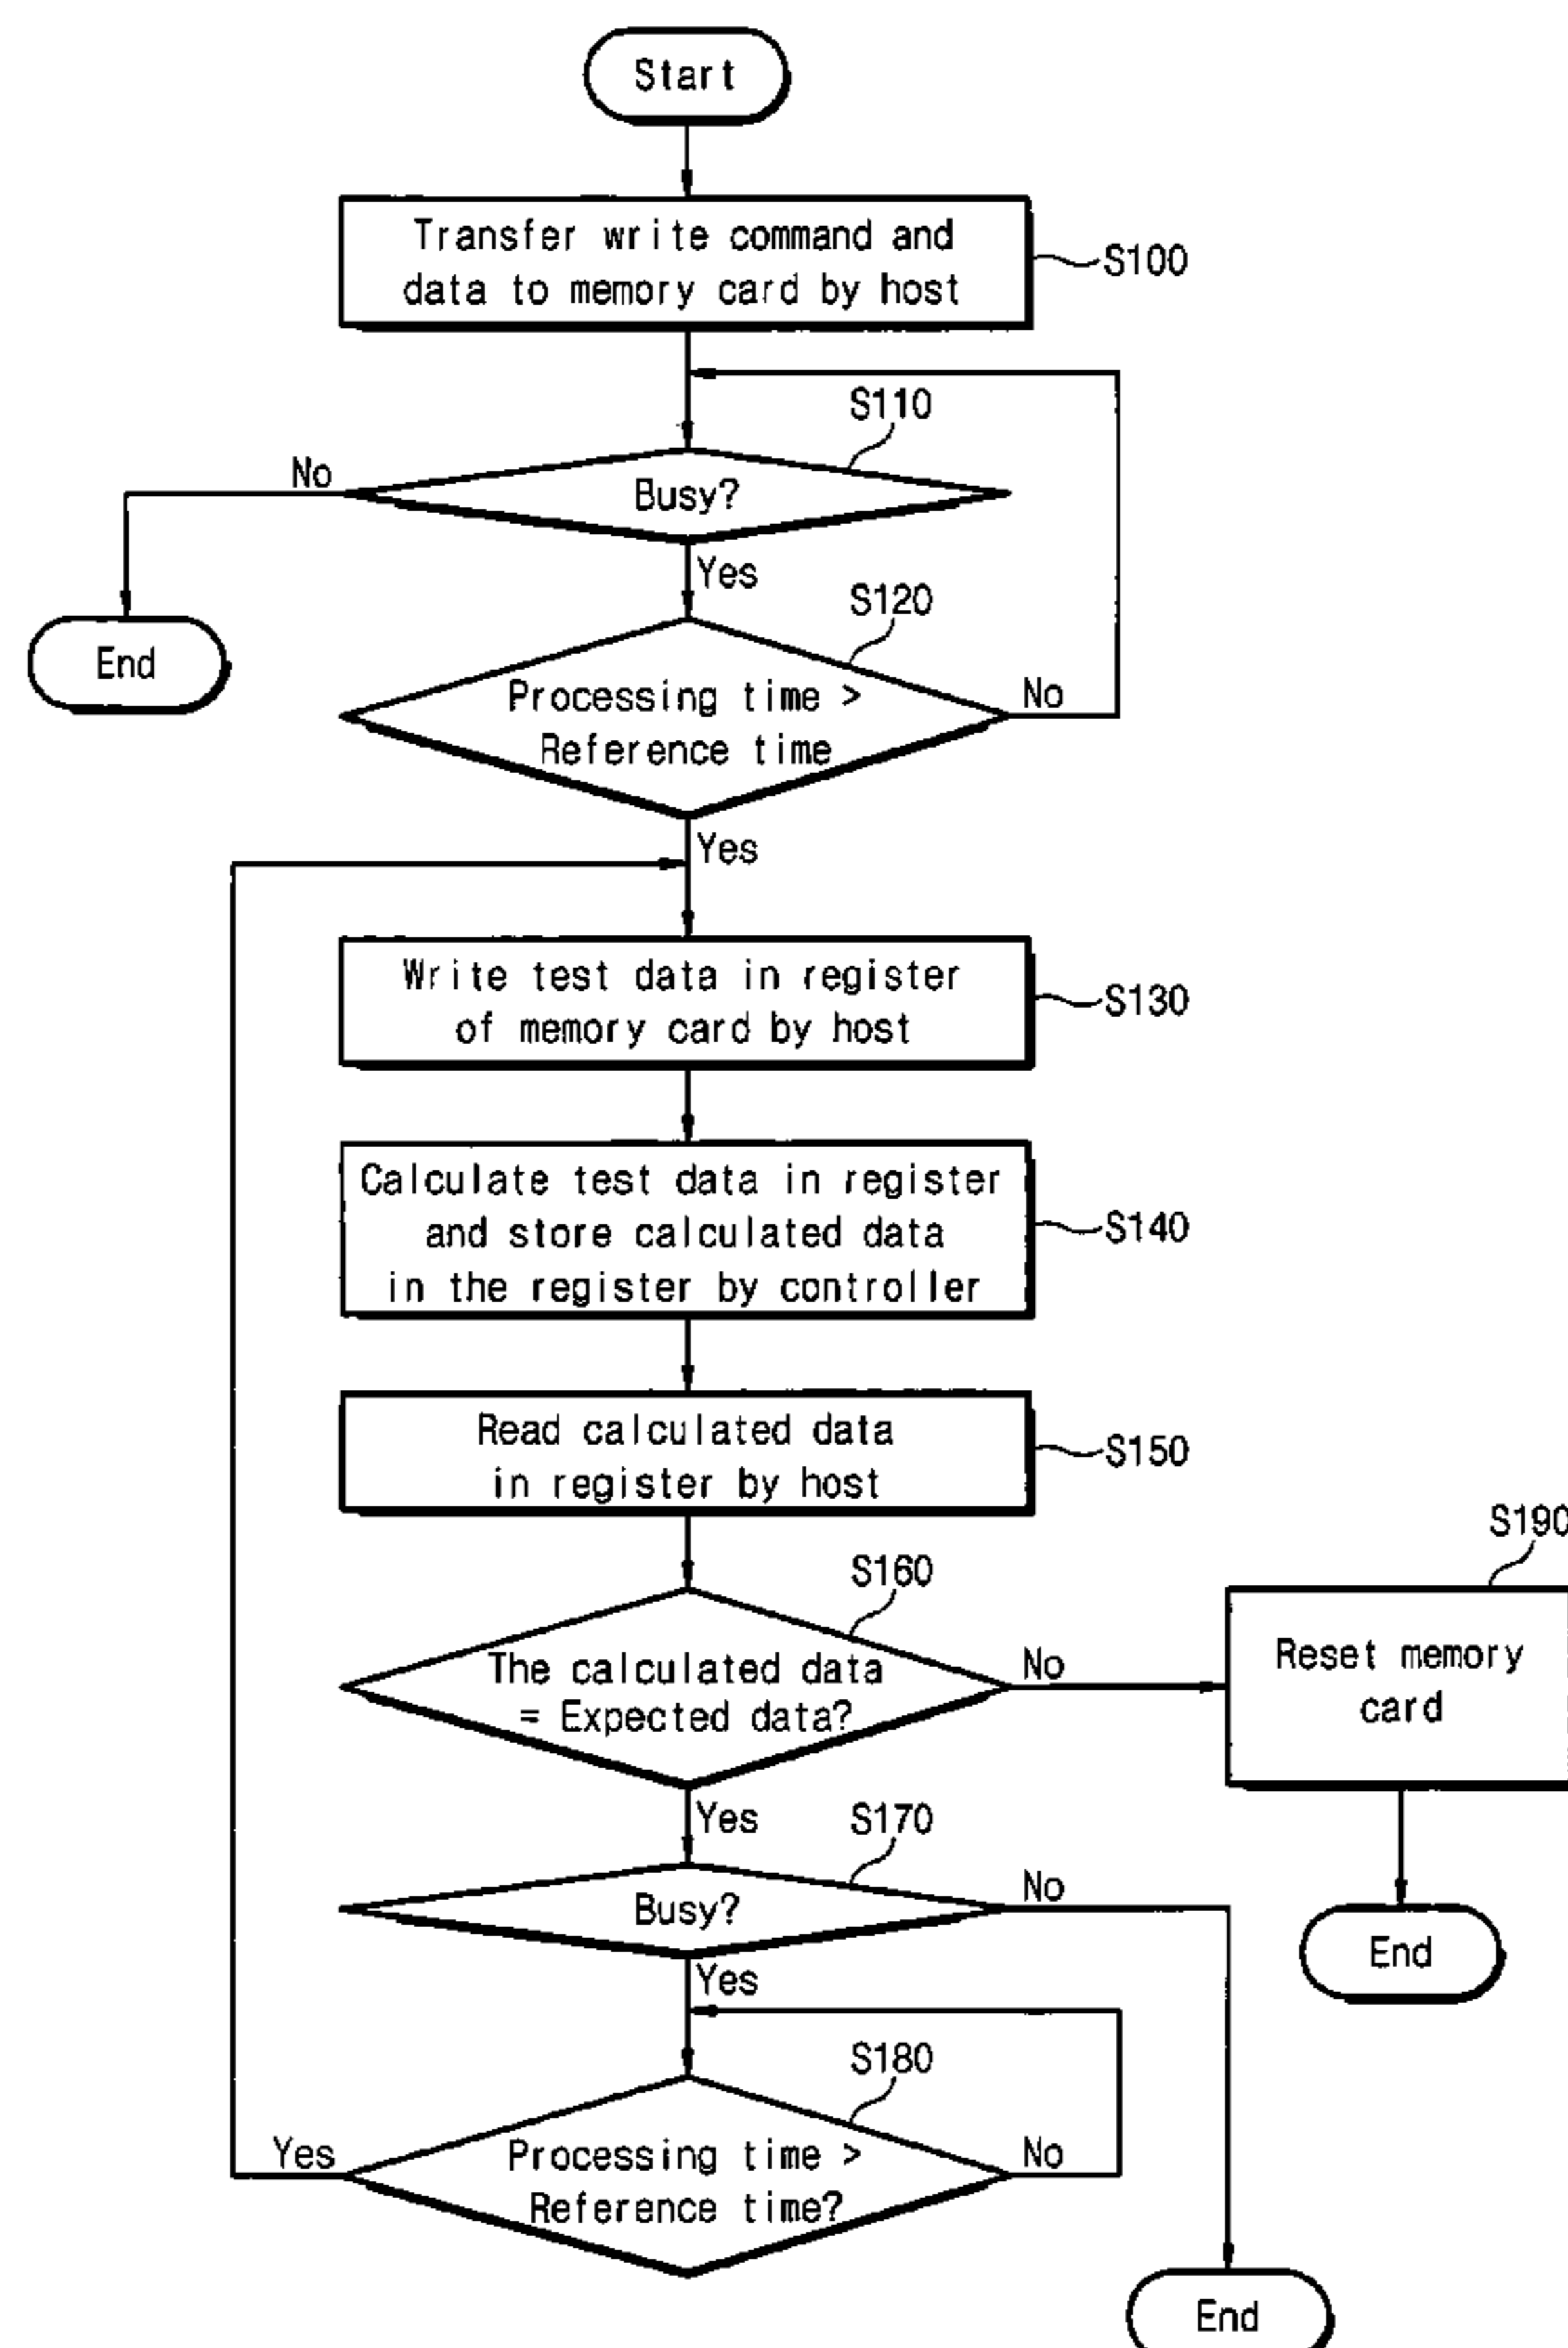 Start
Transfer write command and
data to memory card by host
S100
S110
No
Busy?
Yes
End
S120
Processing time >
Reference time
No
Yes
Write test data in register
of memory card by host
S130
Calculate test data in register
and store calculated data
in the register by controller
S140
Read calculated data
in register by host
S150
S160
S190
The calculated data
= Expected data?
No
Reset memory
card
Yes
S170
Busy?
No
End
Yes
S180
Yes
Processing time >
Reference time?
No
End